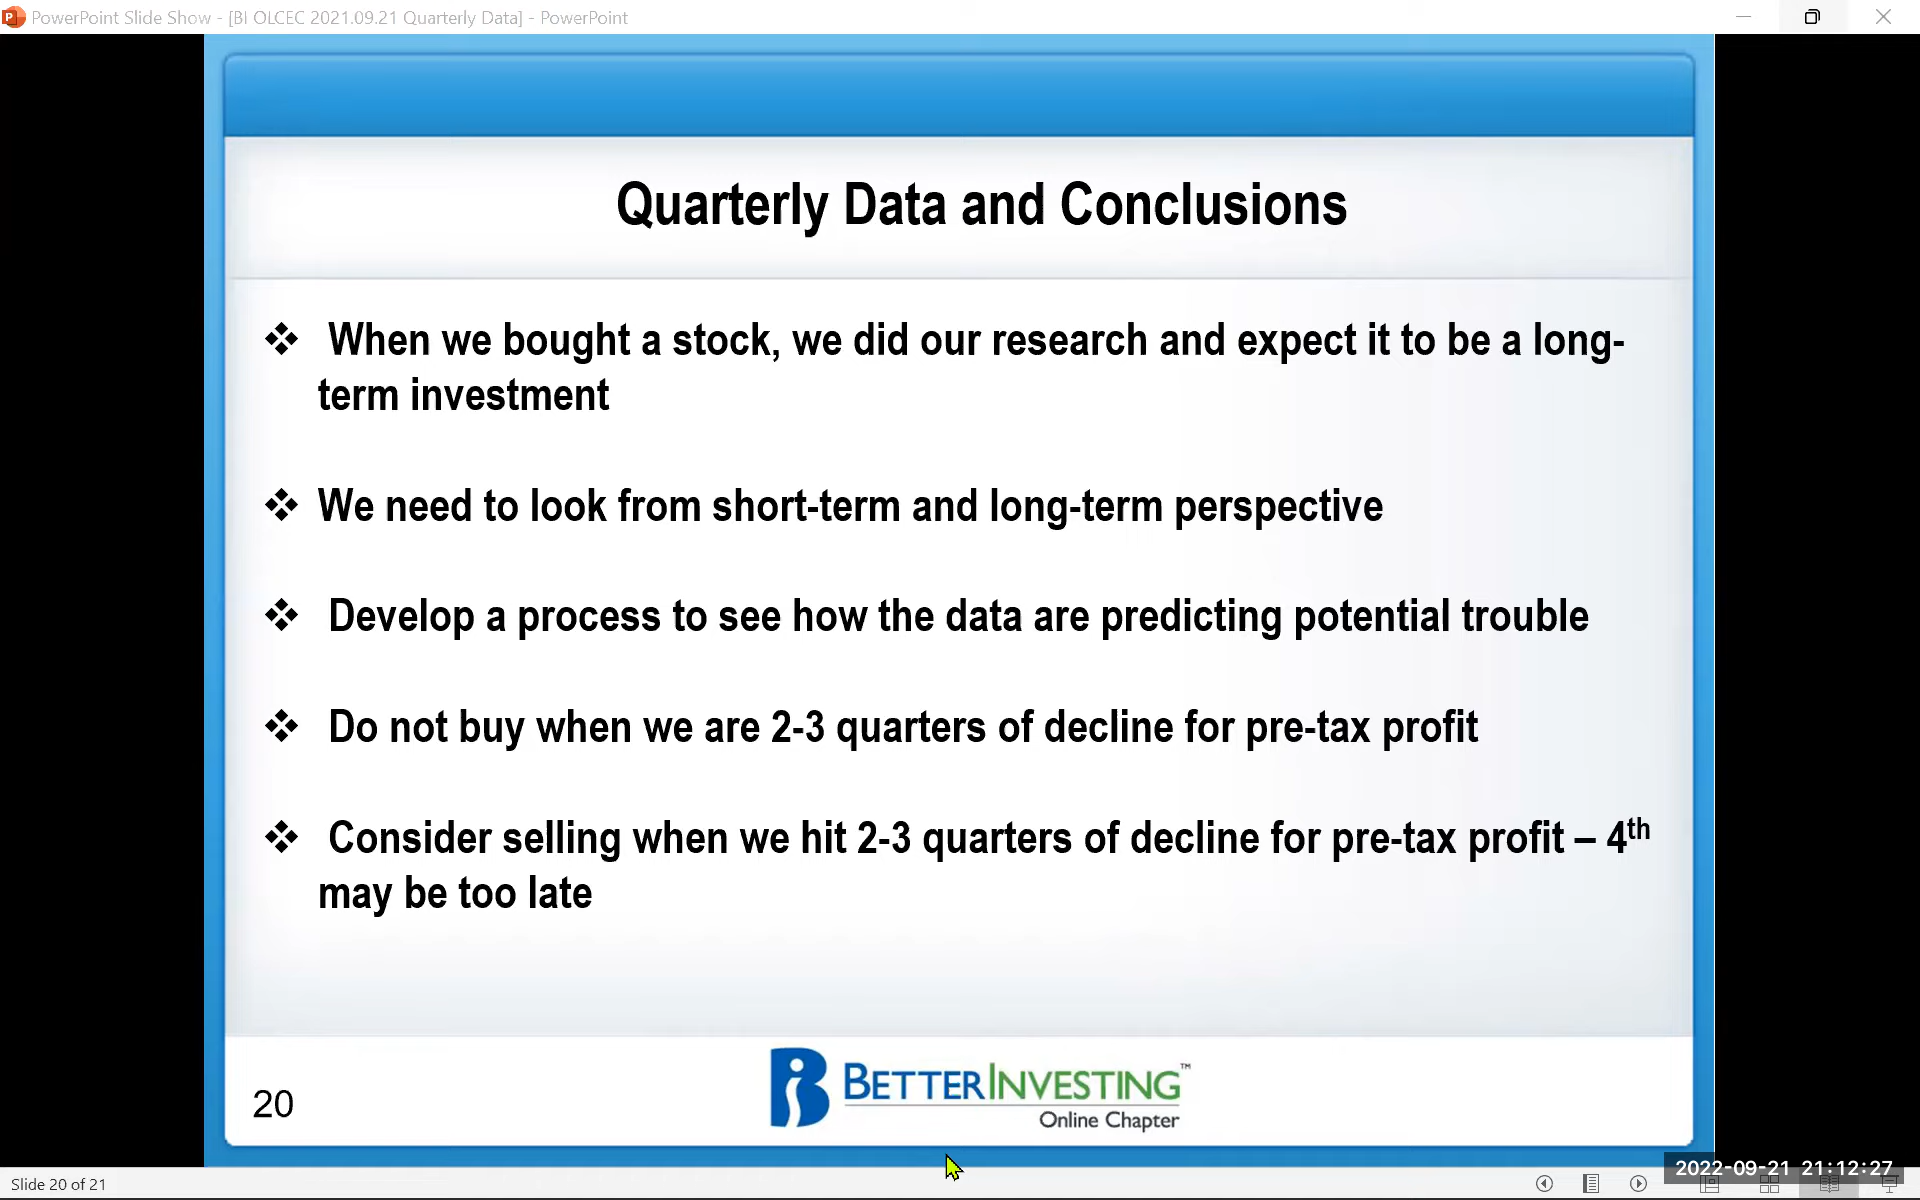 PowerPoint Slide Show - [BI OLCEC 2021.09.21 Quarterly Data] - PowerPoint
Quarterly Data and Conclusions
❖ When we bought a stock, we did our research and expect it to be a long-
term investment
❖ We need to look from short-term and long-term perspective
❖ Develop a process to see how the data are predicting potential trouble
❖ Do not buy when we are 2-3 quarters of decline for pre-tax profit
❖ Consider selling when we hit 2-3 quarters of decline for pre-tax profit – 4th
may be too late
20
BETTERINVESTING™
Online Chapter
2022-09-21 21:12:27
Slide 20 of 21